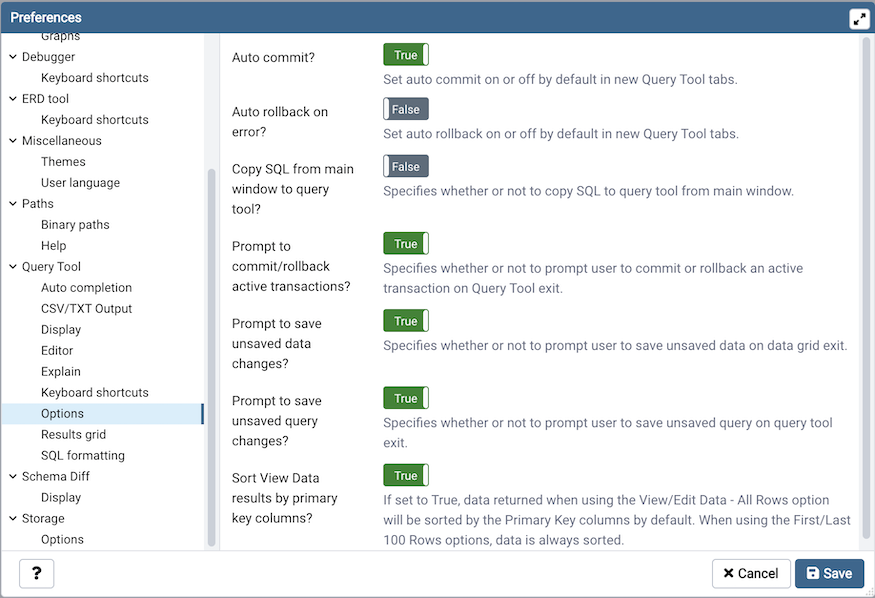 Preferences
Graphs
Debugger
Keyboard shortcuts
ERD tool
Keyboard shortcuts
Miscellaneous
Themes
User language
Paths
Binary paths
Help
Query Tool
Auto completion
CSV/TXT Output
Display
Editor
Explain
Keyboard shortcuts
Options
Results grid
SQL formatting
Schema Diff
Display
Storage
Options
Auto commit?
True
Set auto commit on or off by default in new Query Tool tabs.
Auto rollback on
error?
False
Set auto rollback on or off by default in new Query Tool tabs.
Copy SQL from main
window to query
tool?
False
Specifies whether or not to copy SQL to query tool from main window.
Prompt to
commit/rollback
active transactions?
True
Specifies whether or not to prompt user to commit or rollback an active
transaction on Query Tool exit.
Prompt to save
unsaved data
changes?
True
Specifies whether or not to prompt user to save unsaved data on data grid exit.
Prompt to save
unsaved query
changes?
True
Specifies whether or not to prompt user to save unsaved query on query tool
exit.
Sort View Data
results by primary
key columns?
True
If set to True, data returned when using the View/Edit Data - All Rows option
will be sorted by the Primary Key columns by default. When using the First/Last
100 Rows options, data is always sorted.
?
Cancel
Save